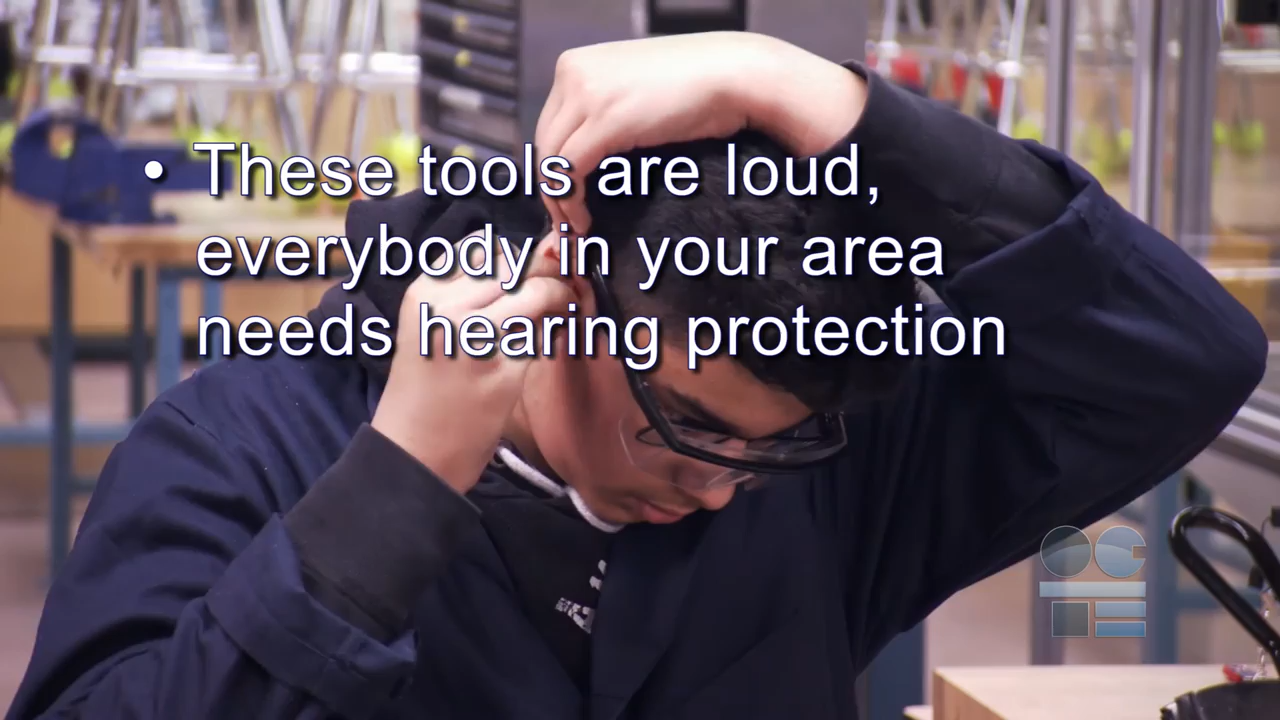 • These tools are loud,
everybody in your area
needs hearing protection